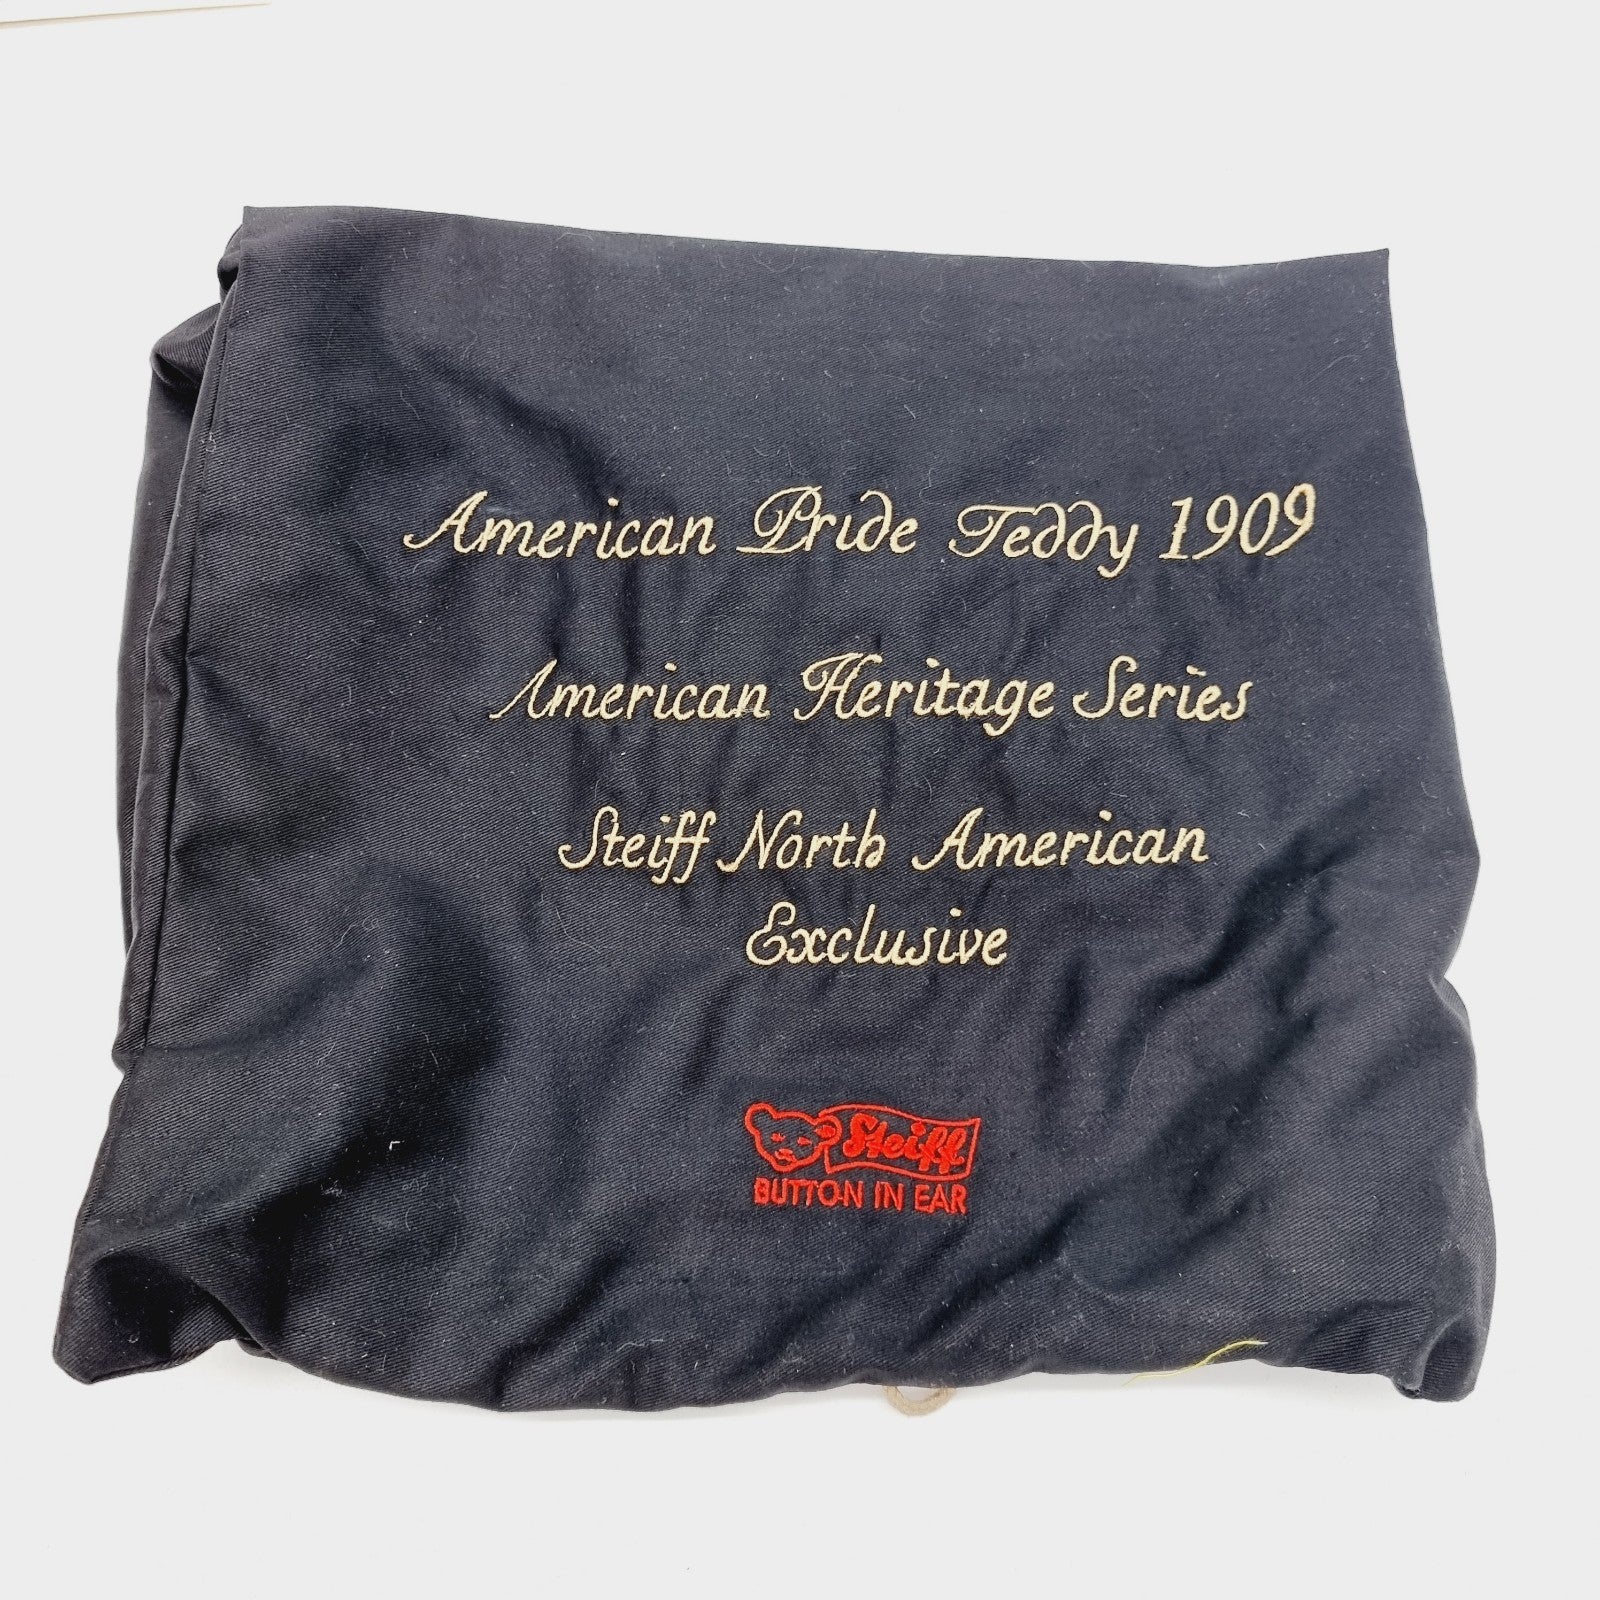 American Pride Teddy 1909
American Heritage Series
Steiff North American
Exclusive
Steiff
BUTTON IN EAR